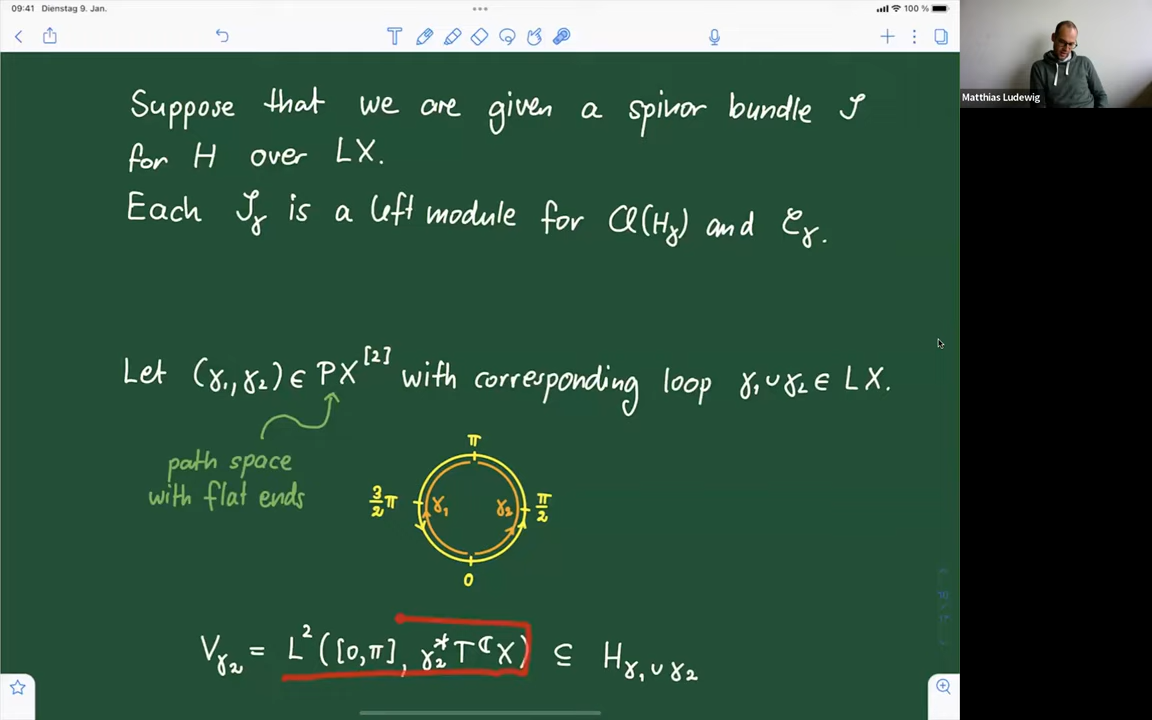 09:41 Dienstag 9. Jan.
100 %
Matthias Ludewig
Suppose that we are given a spinor bundle 𝒮
for H over LX.
Each 𝒮_γ is a left module for Cl(H_γ) and ℭ_γ.
Let (γ₁,γ₂) ∈ PX^[2] with corresponding loop γ₁∪γ₂ ∈ LX.
path space
with flat ends
π
3/2 π
γ₁
γ₂
π/2
0
V_γ₂ = L²([0,π], γ₂*T^ℂX) ⊆ H_γ₁∪γ₂